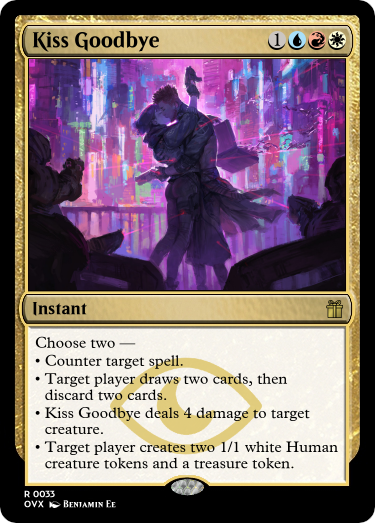 Kiss Goodbye 1
Instant
Choose two —
• Counter target spell.
• Target player draws two cards, then
discard two cards.
• Kiss Goodbye deals 4 damage to target
creature.
• Target player creates two 1/1 white Human
creature tokens and a treasure token.
R 0033
OVX Benjamin Ee